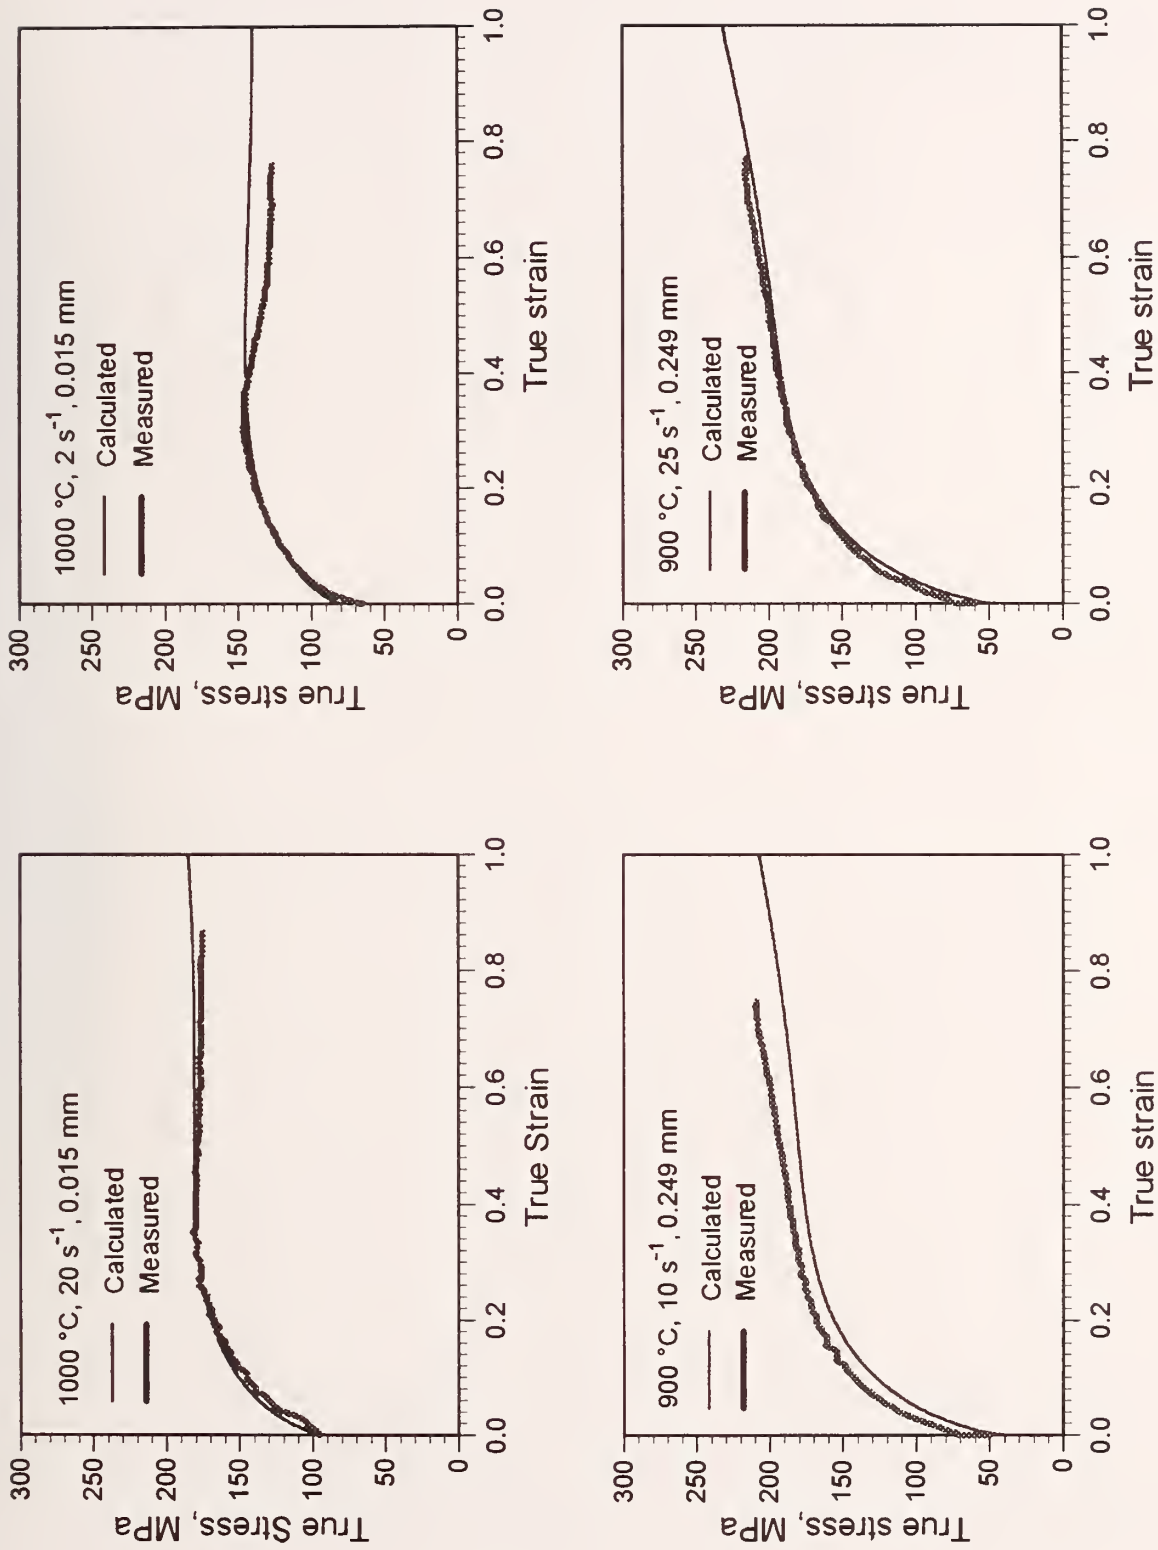 300
250
200
150
100
50
0
True Stress, MPa
1000 °C, 20 s⁻¹, 0.015 mm
Calculated
Measured
0.0 0.2 0.4 0.6 0.8 1.0
True Strain
300
250
200
150
100
50
0
True stress, MPa
1000 °C, 2 s⁻¹, 0.015 mm
Calculated
Measured
0.0 0.2 0.4 0.6 0.8 1.0
True strain
300
250
200
150
100
50
0
True stress, MPa
900 °C, 10 s⁻¹, 0.249 mm
Calculated
Measured
0.0 0.2 0.4 0.6 0.8 1.0
True strain
300
250
200
150
100
50
0
True stress, MPa
900 °C, 25 s⁻¹, 0.249 mm
Calculated
Measured
0.0 0.2 0.4 0.6 0.8 1.0
True strain